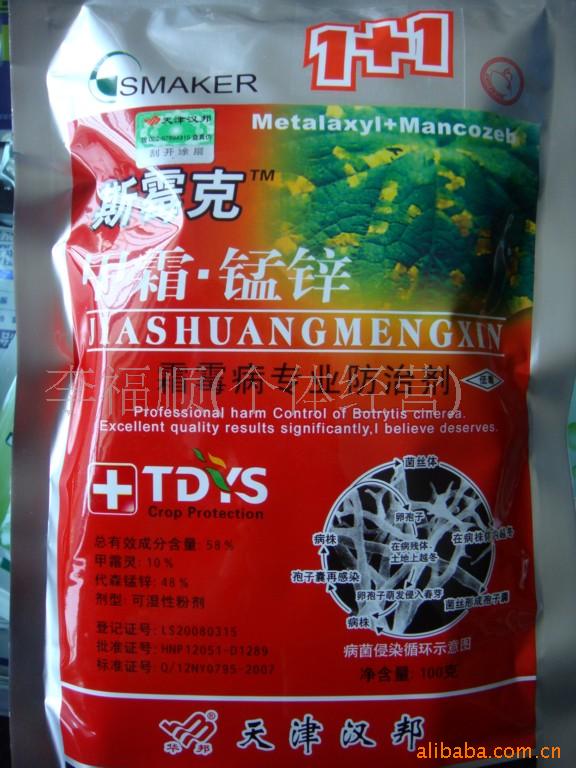 SMAKER
1+1
天津汉邦
刮开涂层
Metalaxyl+Mancozeb
斯霉克™
甲霜·锰锌
JIASHUANGMENGXIN
霜霉病专业防治剂
低毒
李福顺(个体经营)
Professional harm Control of Botrytis cinerea.
Excellent quality results significantly,I believe deserves.
TDYS
Crop Protection
总有效成分含量: 58%
甲霜灵: 10%
代森锰锌: 48%
剂型: 可湿性粉剂
登记证号: LS20080315
批准证号: HNP12051-D1289
标准证号: Q/12HY0795-2007
菌丝体
卵孢子
病株
在病残体、
土地上越冬
在病株体内越冬
孢子囊再感染
卵孢子萌发侵入春芽
菌丝形成孢子囊
病株
病菌侵染循环示意图
净含量: 100克
华邦
天津汉邦
alibaba.com.cn